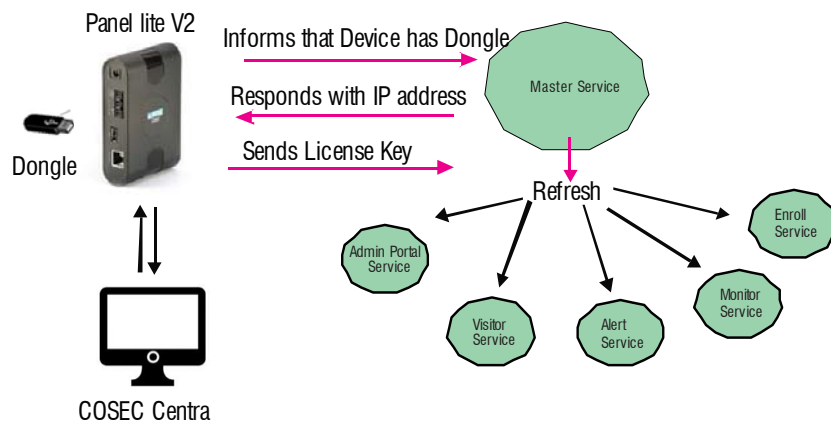 Panel lite V2
Informs that Device has Dongle
Master Service
Responds with IP address
Dongle
Sends License Key
Refresh
Enroll
Service
Admin Portal
Service
Monitor
Service
Visitor
Service
Alert
Service
COSEC Centra